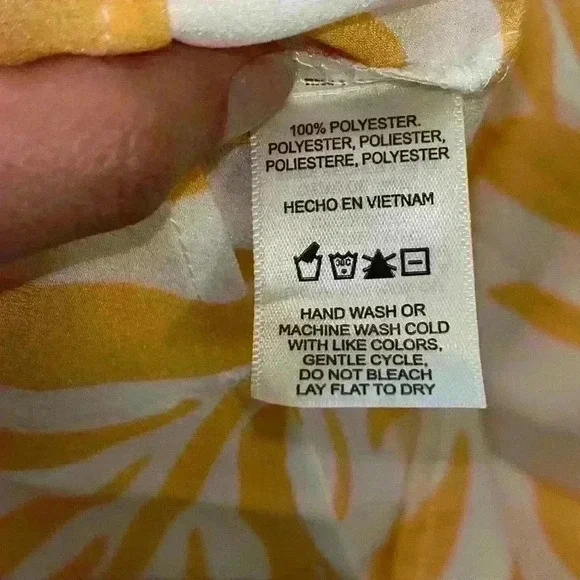 100% POLYESTER.
POLYESTER, POLIESTER,
POLIESTERE, POLYESTER
HECHO EN VIETNAM
30C
HAND WASH OR
MACHINE WASH COLD
WITH LIKE COLORS,
GENTLE CYCLE,
DO NOT BLEACH
LAY FLAT TO DRY